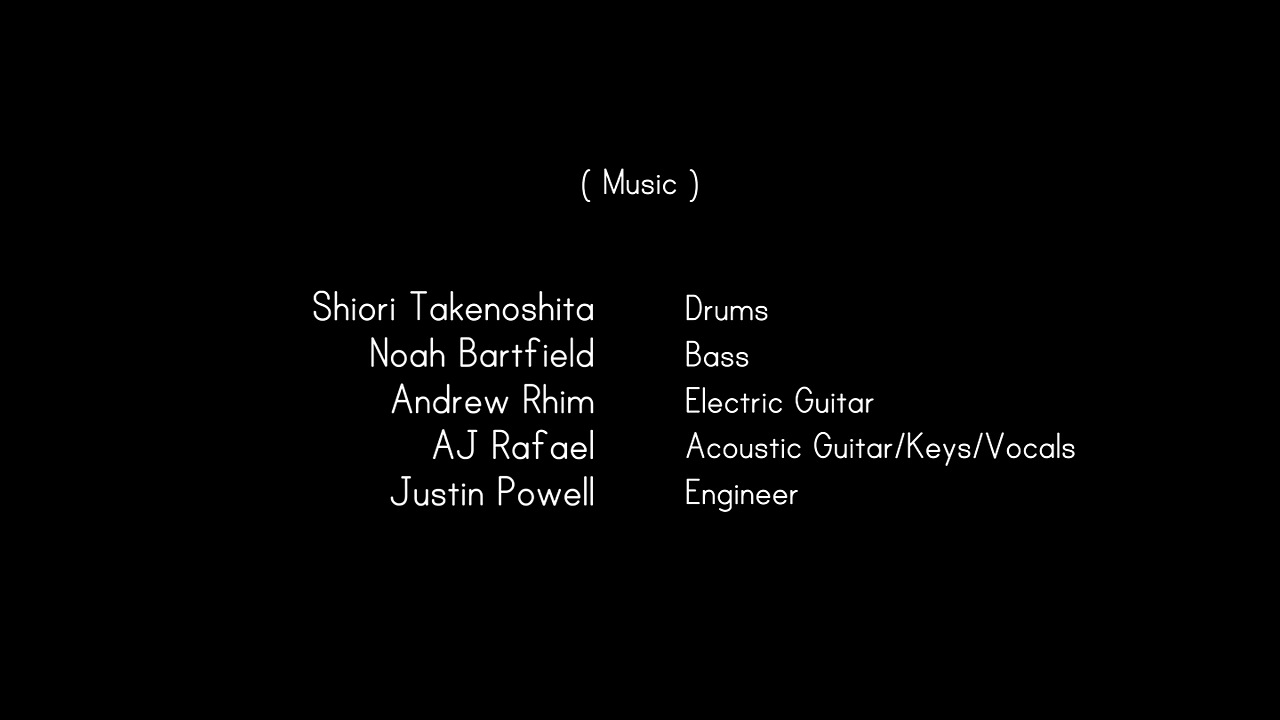 ( Music )
Shiori Takenoshita Drums
Noah Bartfield Bass
Andrew Rhim Electric Guitar
AJ Rafael Acoustic Guitar/Keys/Vocals
Justin Powell Engineer